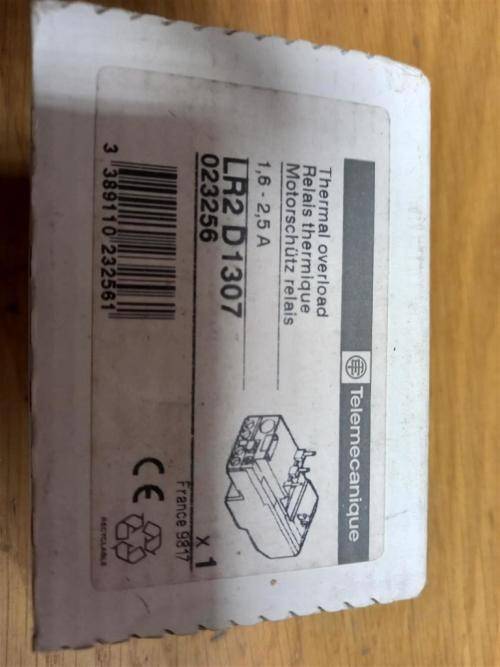 Telemecanique
Thermal overload
Relais thermique
Motorschütz relais
1,6 - 2,5 A
LR2 D1307
023256
x 1
France 9817
3 389110 232561
CE
RECYCLABLE